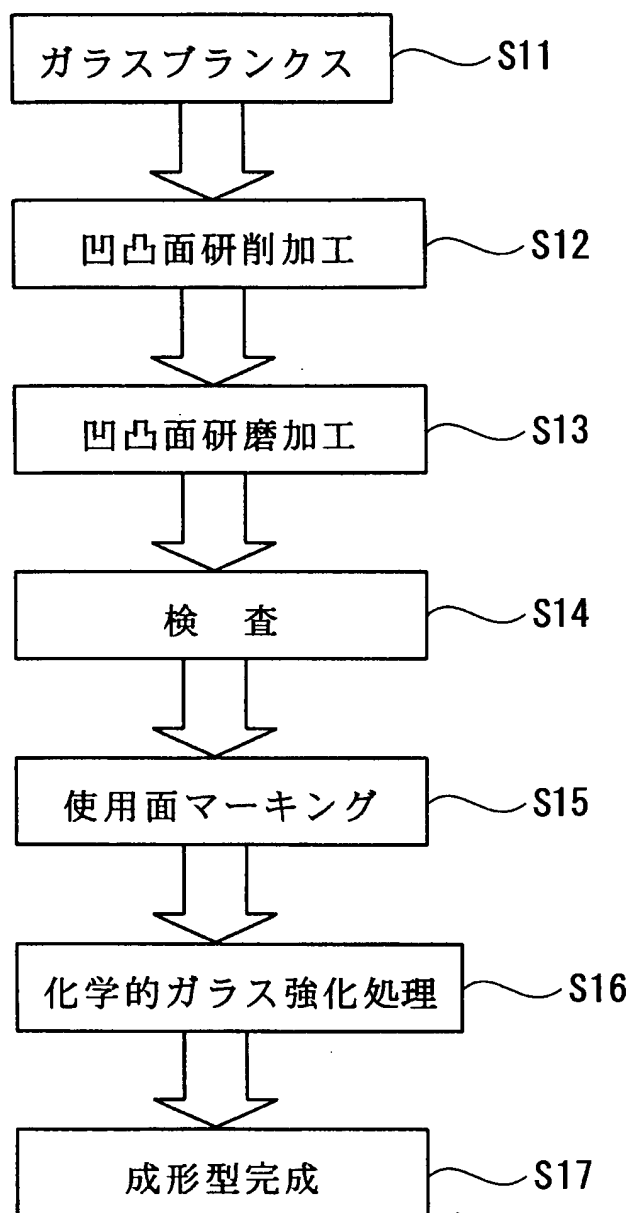 ガラスブランクス S11
凹凸面研削加工 S12
凹凸面研磨加工 S13
検 査 S14
使用面マーキング S15
化学的ガラス強化処理 S16
成形型完成 S17